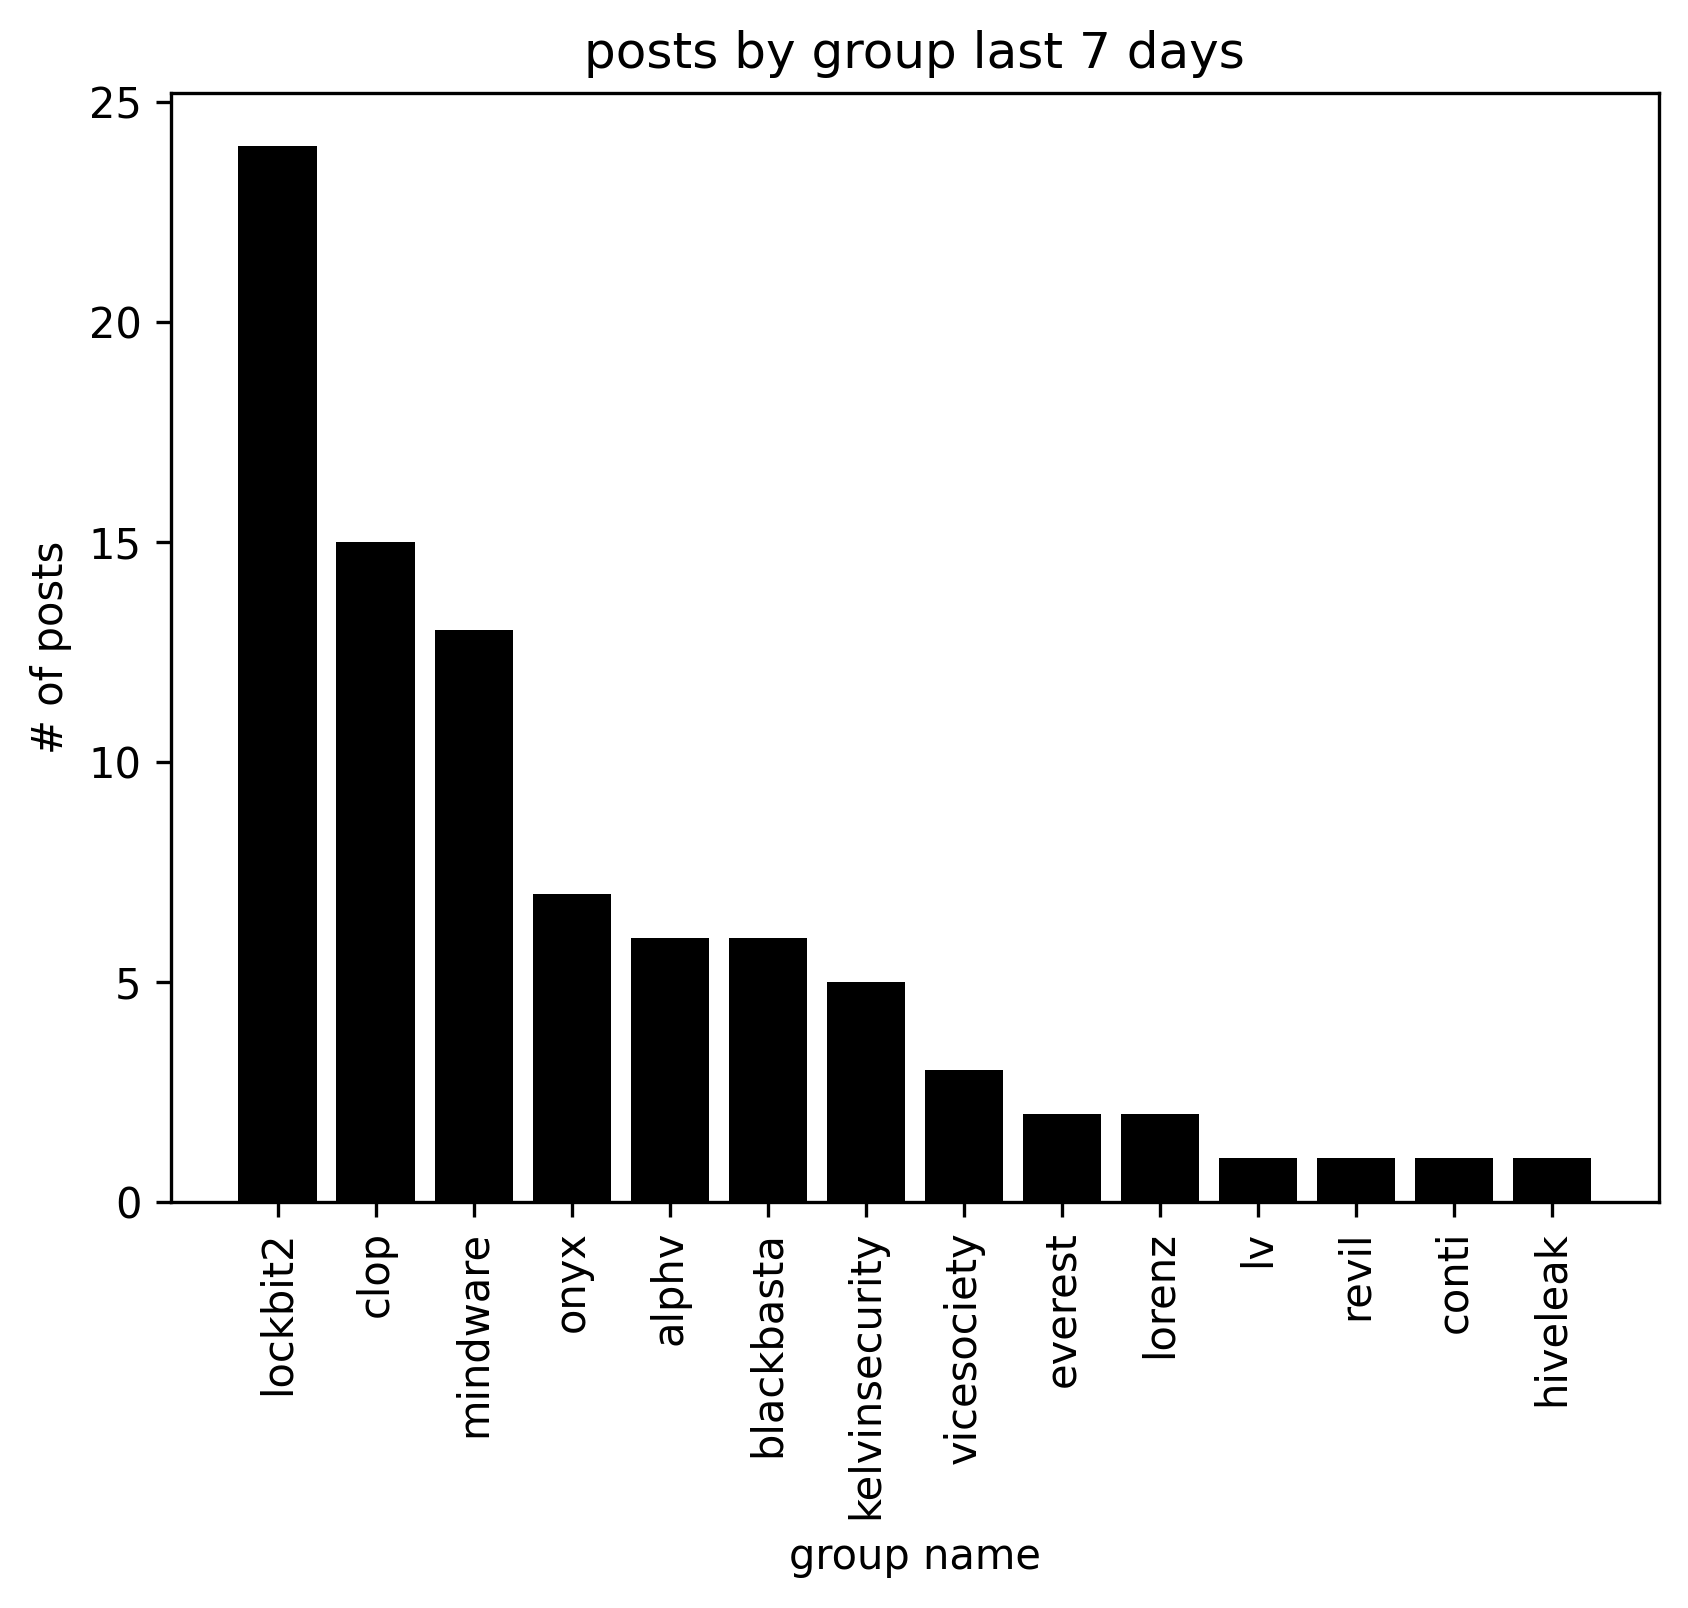 posts by group last 7 days
25
20
15
10
5
0
# of posts
lockbit2
clop
mindware
onyx
alphv
blackbasta
kelvinsecurity
vicesociety
everest
lorenz
lv
revil
conti
hiveleak
group name